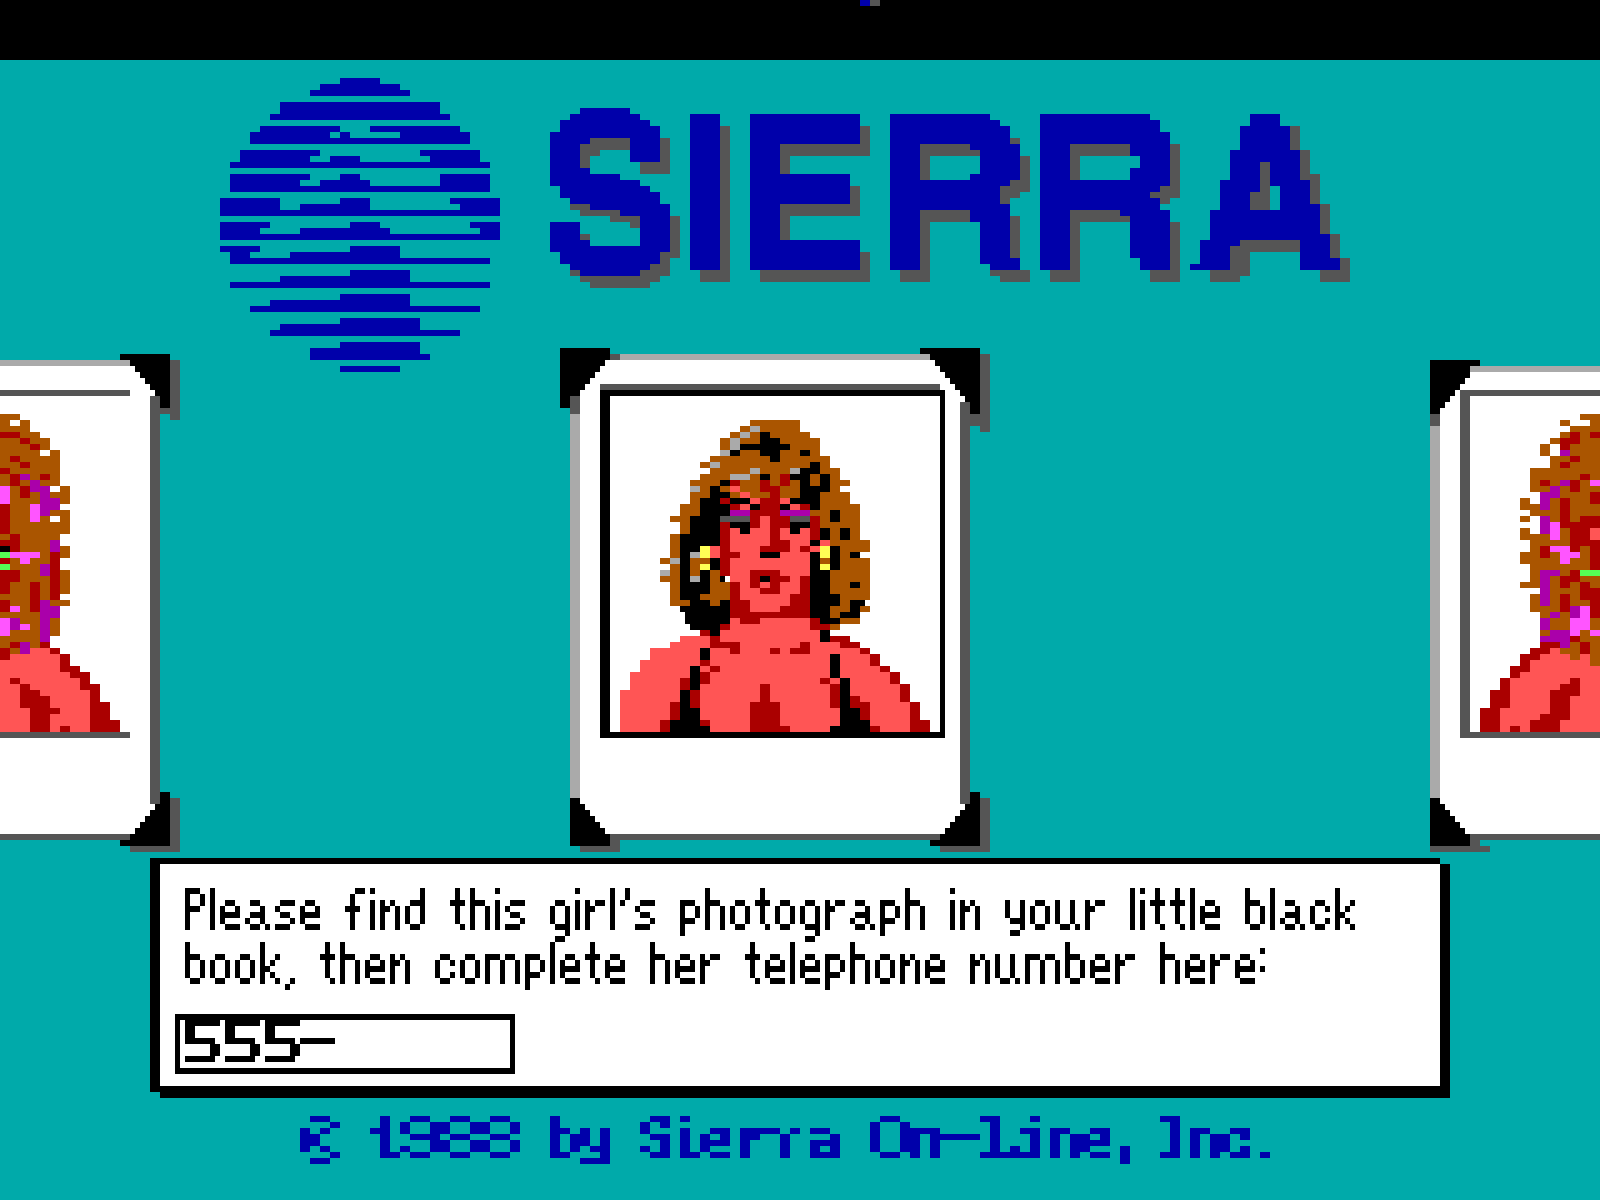 SIERRA
Please find this girl's photograph in your little black
book, then complete her telephone number here:
555-
© 1988 by Sierra On-Line, Inc.